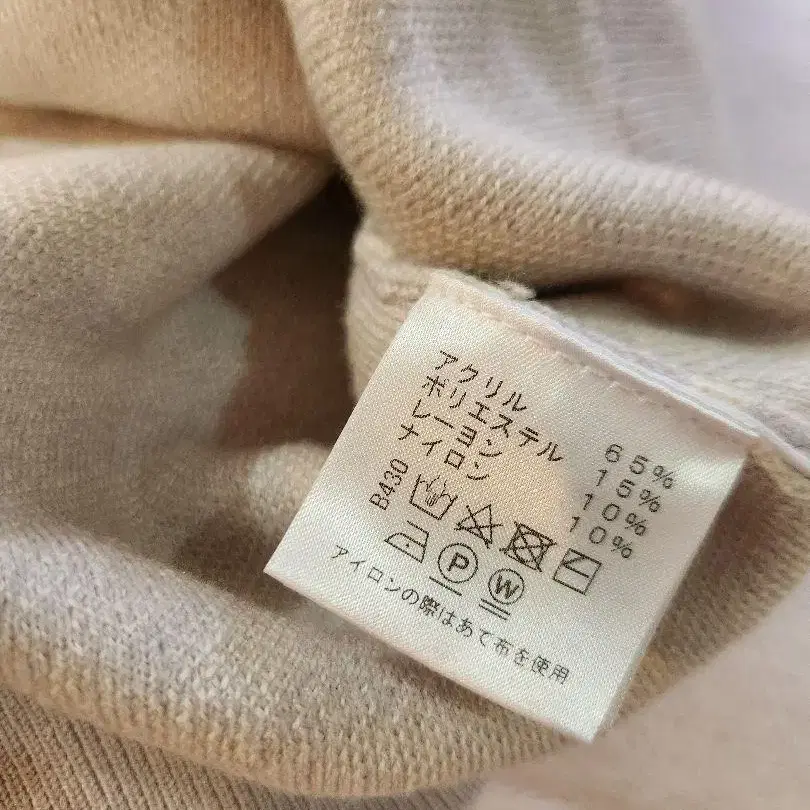 アクリル 65%
ポリエステル 15%
レーヨン 10%
ナイロン 10%
B430
P W
アイロンの際はあて布を使用